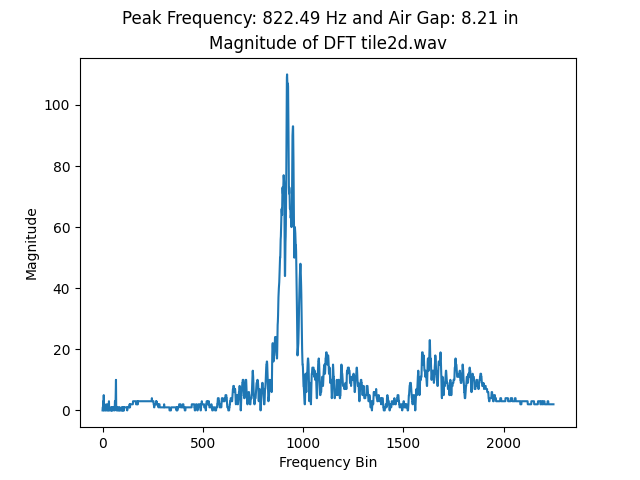 Peak Frequency: 822.49 Hz and Air Gap: 8.21 in
Magnitude of DFT tile2d.wav
100
80
60
40
20
0
Magnitude
0 500 1000 1500 2000
Frequency Bin